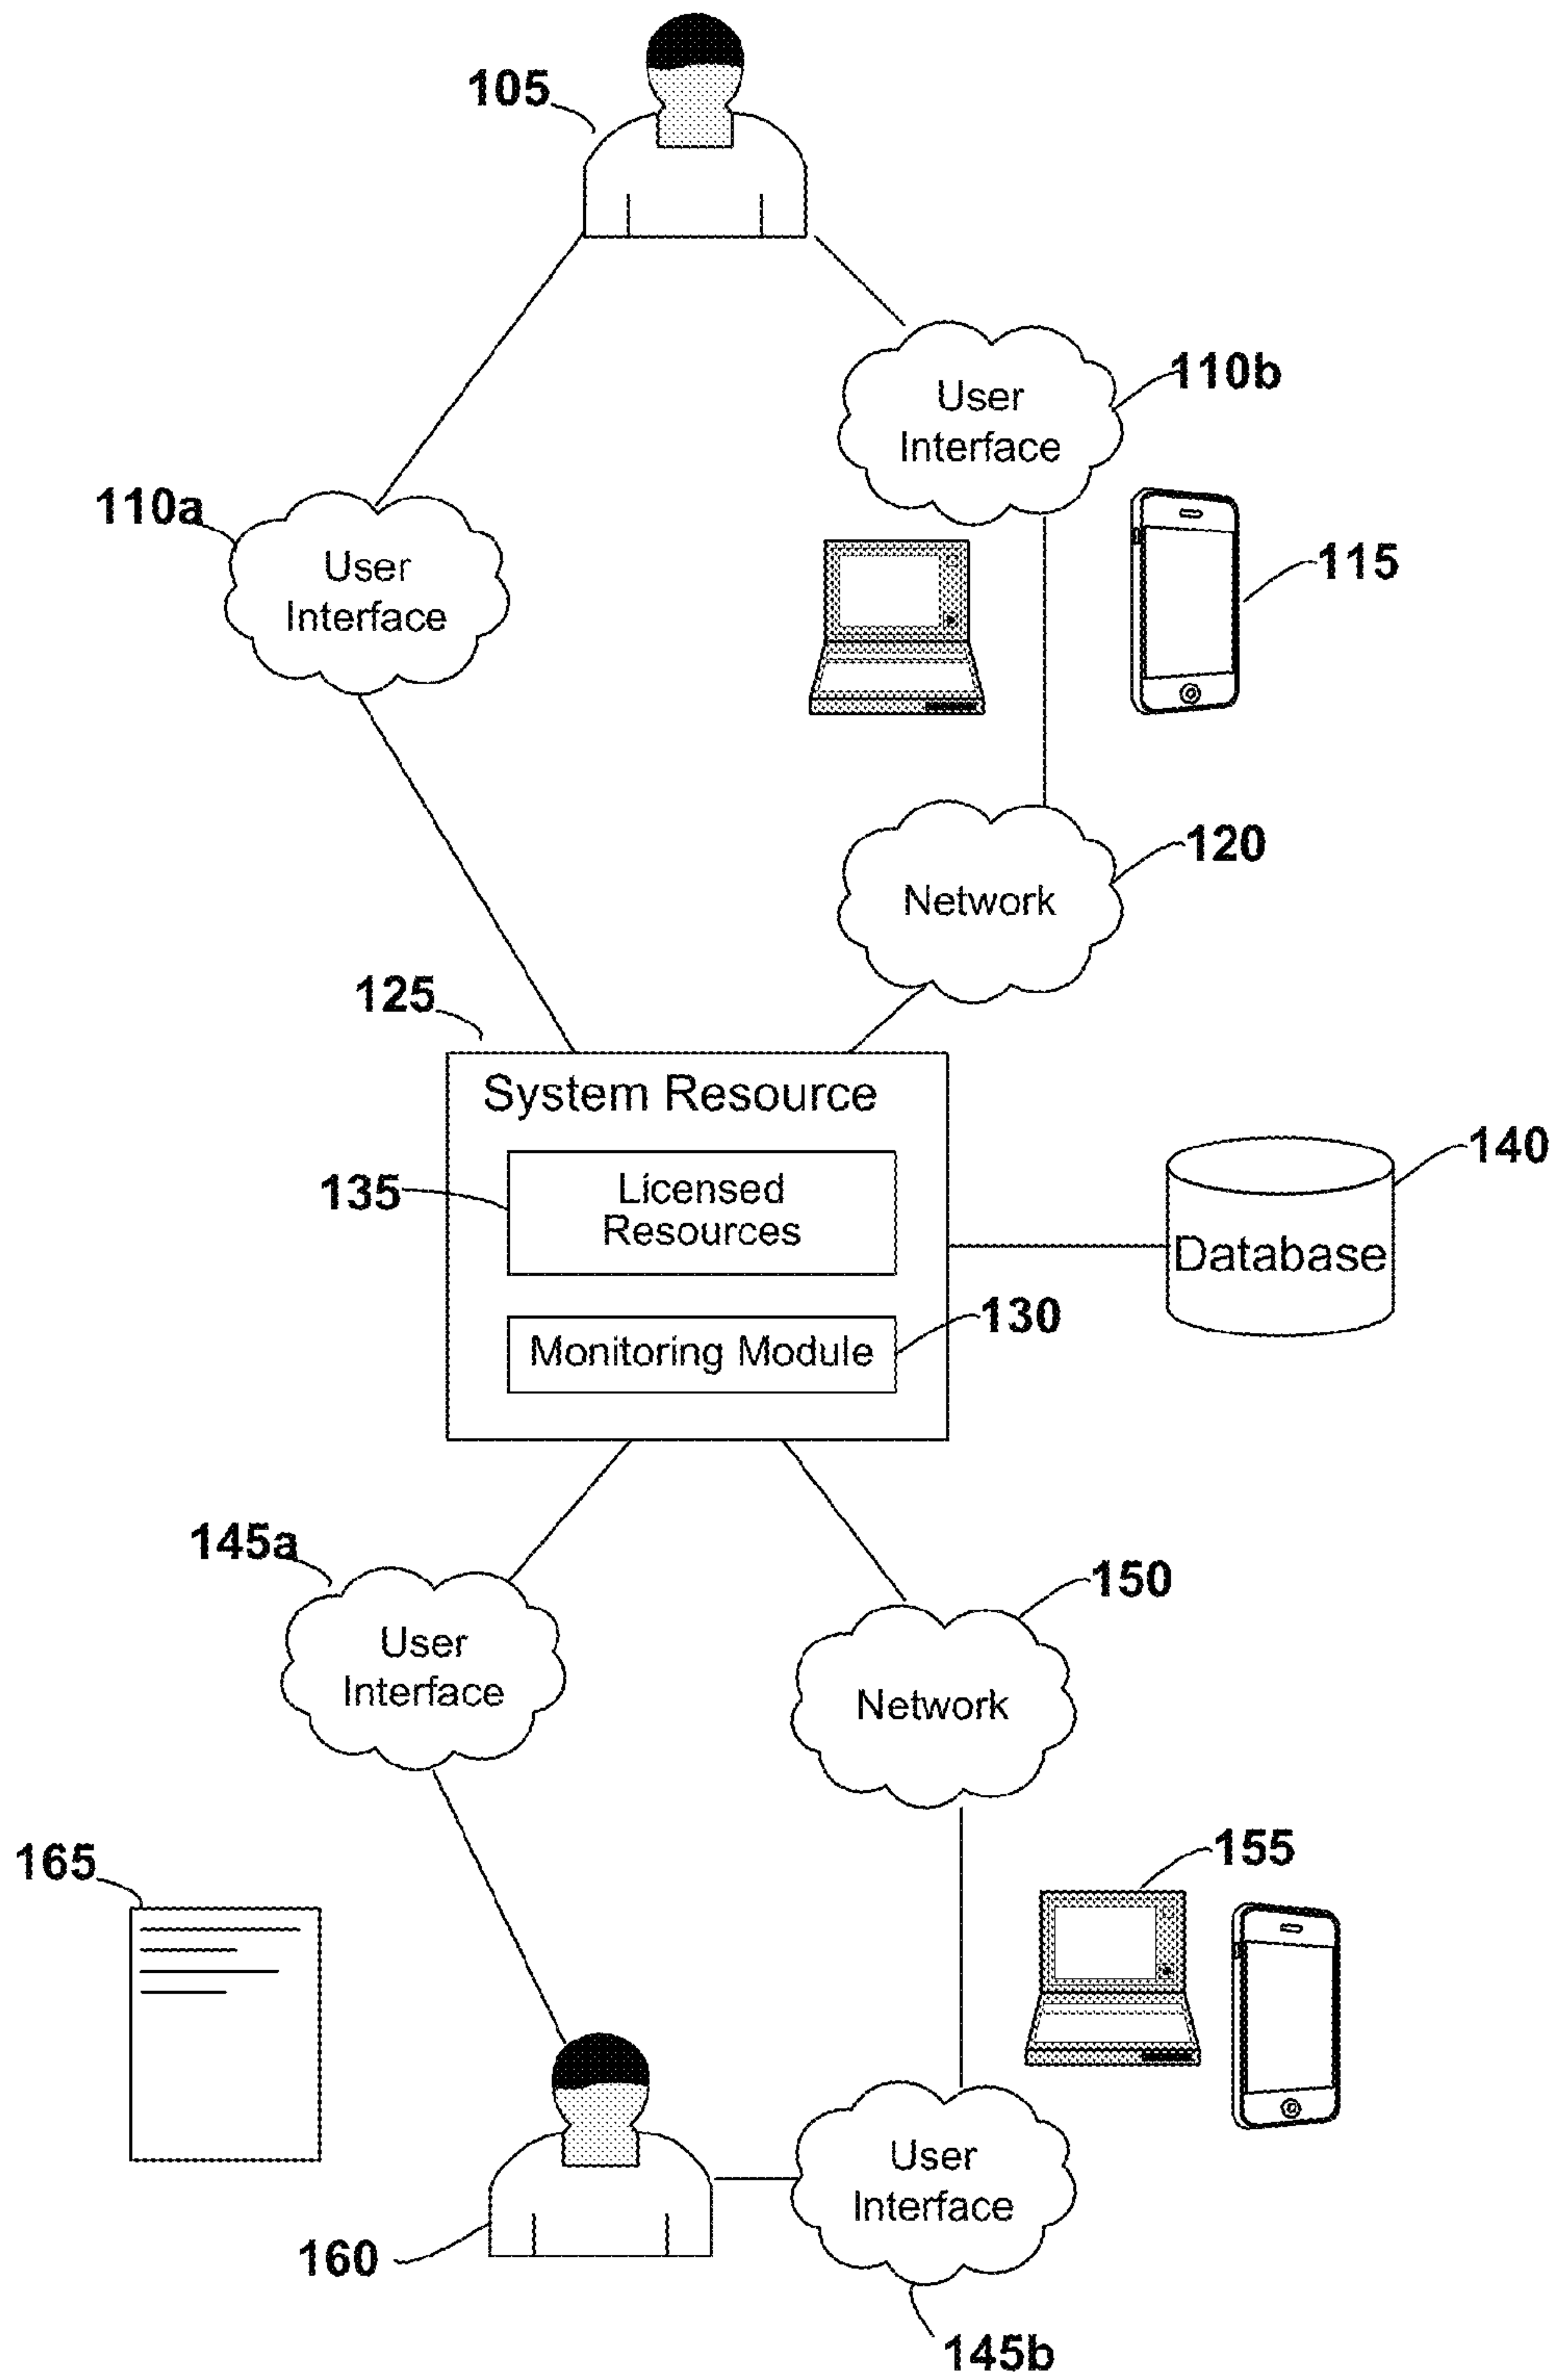 105
110b
User
Interface
110a
User
Interface
115
120
Network
125
System Resource
135
Licensed
Resources
140
Database
130
Monitoring Module
145a
User
Interface
150
Network
155
165
User
Interface
160
145b